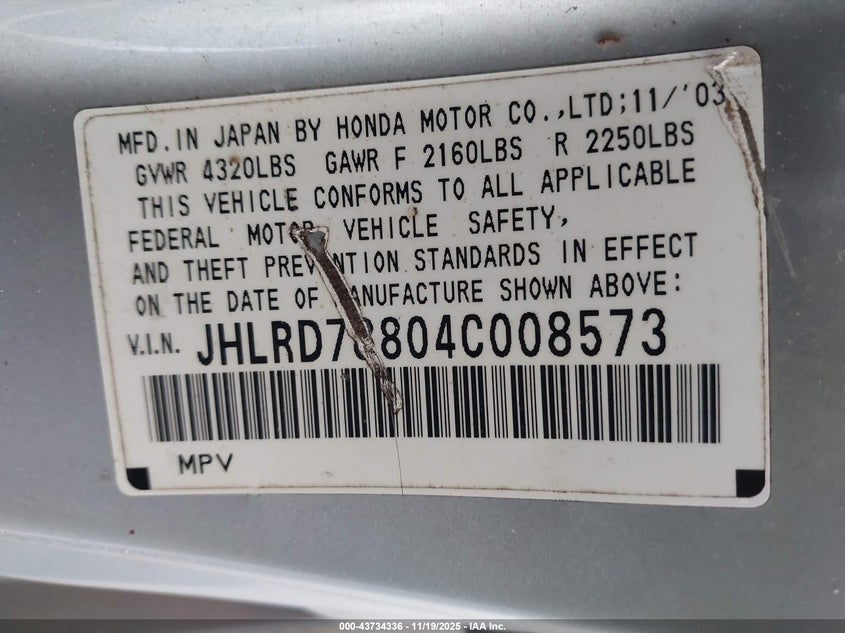 MFD.IN JAPAN BY HONDA MOTOR CO.,LTD;11/'03
GVWR 4320LBS GAWR F 2160LBS R 2250LBS
THIS VEHICLE CONFORMS TO ALL APPLICABLE
FEDERAL MOTOR VEHICLE SAFETY,
AND THEFT PREVENTION STANDARDS IN EFFECT
ON THE DATE OF MANUFACTURE SHOWN ABOVE:
V.I.N. JHLRD78804C008573
MPV
000-43734336 - 11/19/2025 - IAA Inc.